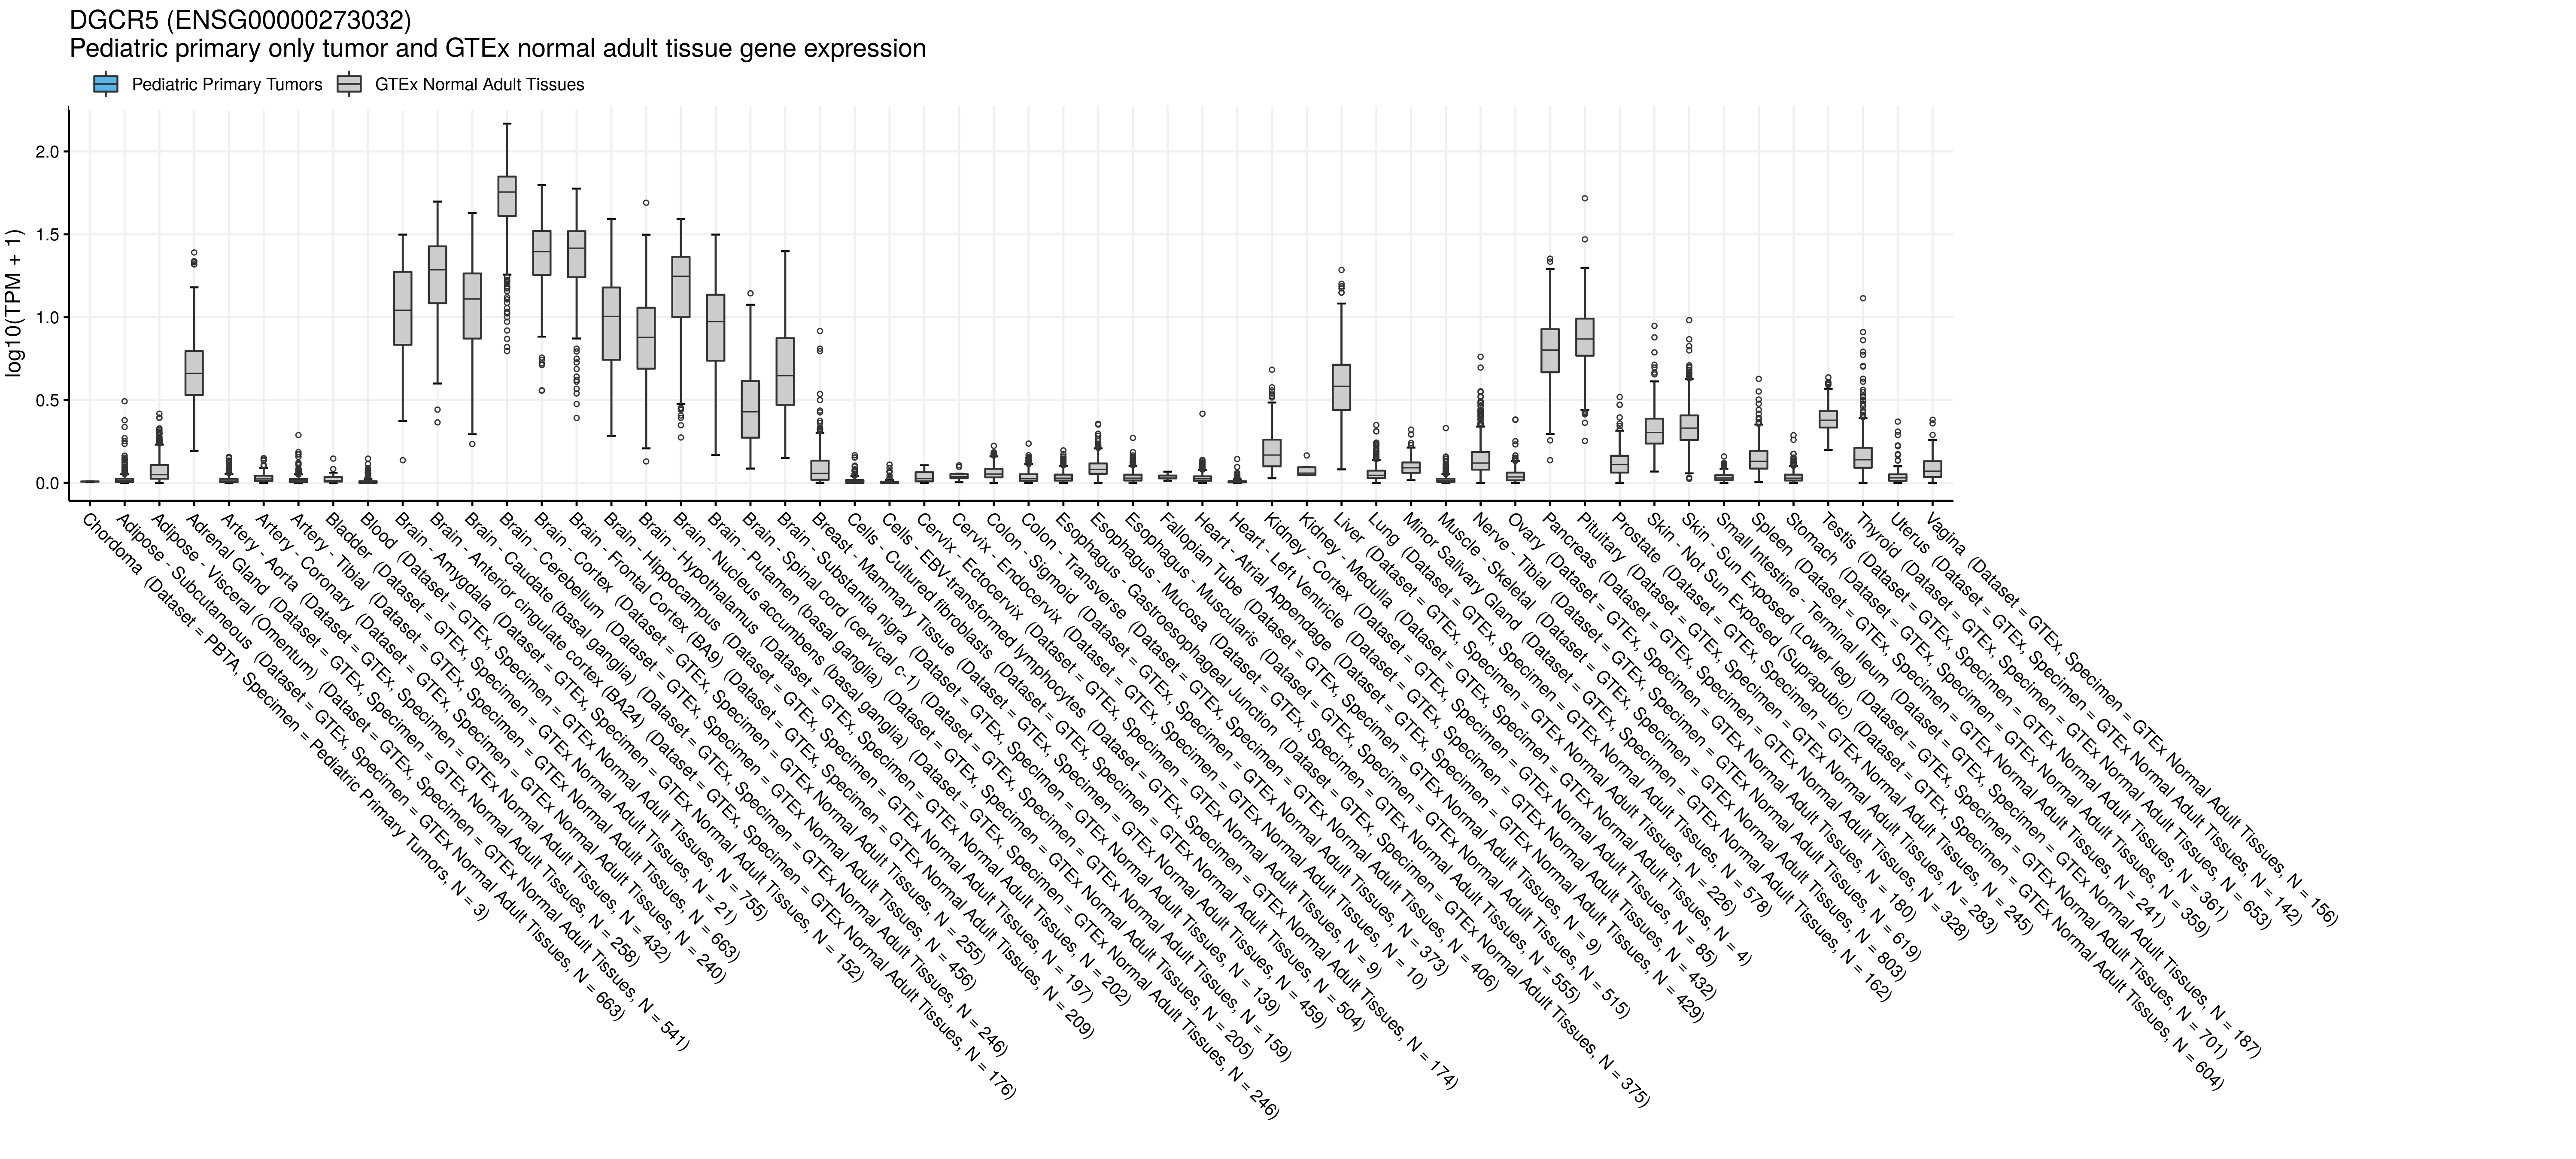 DGCR5 (ENSG00000273032)
Pediatric primary only tumor and GTEx normal adult tissue gene expression
Pediatric Primary Tumors
GTEx Normal Adult Tissues
log10(TPM + 1)
2.0
1.5
1.0
0.5
0.0
Chordoma (Dataset = PBTA, Specimen = Pediatric Primary Tumors, N = 3)
Adipose - Subcutaneous (Dataset = GTEx, Specimen = GTEx Normal Adult Tissues, N = 663)
Adipose - Visceral (Omentum) (Dataset = GTEx, Specimen = GTEx Normal Adult Tissues, N = 541)
Adrenal Gland (Dataset = GTEx, Specimen = GTEx Normal Adult Tissues, N = 258)
Artery - Aorta (Dataset = GTEx, Specimen = GTEx Normal Adult Tissues, N = 432)
Artery - Coronary (Dataset = GTEx, Specimen = GTEx Normal Adult Tissues, N = 240)
Artery - Tibial (Dataset = GTEx, Specimen = GTEx Normal Adult Tissues, N = 663)
Bladder (Dataset = GTEx, Specimen = GTEx Normal Adult Tissues, N = 21)
Blood (Dataset = GTEx, Specimen = GTEx Normal Adult Tissues, N = 755)
Brain - Amygdala (Dataset = GTEx, Specimen = GTEx Normal Adult Tissues, N = 152)
Brain - Anterior cingulate cortex (BA24) (Dataset = GTEx, Specimen = GTEx Normal Adult Tissues, N = 176)
Brain - Caudate (basal ganglia) (Dataset = GTEx, Specimen = GTEx Normal Adult Tissues, N = 246)
Brain - Cerebellum (Dataset = GTEx, Specimen = GTEx Normal Adult Tissues, N = 456)
Brain - Cortex (Dataset = GTEx, Specimen = GTEx Normal Adult Tissues, N = 255)
Brain - Frontal Cortex (BA9) (Dataset = GTEx, Specimen = GTEx Normal Adult Tissues, N = 209)
Brain - Hippocampus (Dataset = GTEx, Specimen = GTEx Normal Adult Tissues, N = 197)
Brain - Hypothalamus (Dataset = GTEx, Specimen = GTEx Normal Adult Tissues, N = 202)
Brain - Nucleus accumbens (basal ganglia) (Dataset = GTEx, Specimen = GTEx Normal Adult Tissues, N = 246)
Brain - Putamen (basal ganglia) (Dataset = GTEx, Specimen = GTEx Normal Adult Tissues, N = 205)
Brain - Spinal cord (cervical c-1) (Dataset = GTEx, Specimen = GTEx Normal Adult Tissues, N = 159)
Brain - Substantia nigra (Dataset = GTEx, Specimen = GTEx Normal Adult Tissues, N = 139)
Breast - Mammary Tissue (Dataset = GTEx, Specimen = GTEx Normal Adult Tissues, N = 459)
Cells - Cultured fibroblasts (Dataset = GTEx, Specimen = GTEx Normal Adult Tissues, N = 504)
Cells - EBV-transformed lymphocytes (Dataset = GTEx, Specimen = GTEx Normal Adult Tissues, N = 174)
Cervix - Ectocervix (Dataset = GTEx, Specimen = GTEx Normal Adult Tissues, N = 9)
Cervix - Endocervix (Dataset = GTEx, Specimen = GTEx Normal Adult Tissues, N = 10)
Colon - Sigmoid (Dataset = GTEx, Specimen = GTEx Normal Adult Tissues, N = 373)
Colon - Transverse (Dataset = GTEx, Specimen = GTEx Normal Adult Tissues, N = 406)
Esophagus - Gastroesophageal Junction (Dataset = GTEx, Specimen = GTEx Normal Adult Tissues, N = 375)
Esophagus - Mucosa (Dataset = GTEx, Specimen = GTEx Normal Adult Tissues, N = 555)
Esophagus - Muscularis (Dataset = GTEx, Specimen = GTEx Normal Adult Tissues, N = 515)
Fallopian Tube (Dataset = GTEx, Specimen = GTEx Normal Adult Tissues, N = 9)
Heart - Atrial Appendage (Dataset = GTEx, Specimen = GTEx Normal Adult Tissues, N = 429)
Heart - Left Ventricle (Dataset = GTEx, Specimen = GTEx Normal Adult Tissues, N = 432)
Kidney - Cortex (Dataset = GTEx, Specimen = GTEx Normal Adult Tissues, N = 85)
Kidney - Medulla (Dataset = GTEx, Specimen = GTEx Normal Adult Tissues, N = 4)
Liver (Dataset = GTEx, Specimen = GTEx Normal Adult Tissues, N = 226)
Lung (Dataset = GTEx, Specimen = GTEx Normal Adult Tissues, N = 578)
Minor Salivary Gland (Dataset = GTEx, Specimen = GTEx Normal Adult Tissues, N = 162)
Muscle - Skeletal (Dataset = GTEx, Specimen = GTEx Normal Adult Tissues, N = 803)
Nerve - Tibial (Dataset = GTEx, Specimen = GTEx Normal Adult Tissues, N = 619)
Ovary (Dataset = GTEx, Specimen = GTEx Normal Adult Tissues, N = 180)
Pancreas (Dataset = GTEx, Specimen = GTEx Normal Adult Tissues, N = 328)
Pituitary (Dataset = GTEx, Specimen = GTEx Normal Adult Tissues, N = 283)
Prostate (Dataset = GTEx, Specimen = GTEx Normal Adult Tissues, N = 245)
Skin - Not Sun Exposed (Suprapubic) (Dataset = GTEx, Specimen = GTEx Normal Adult Tissues, N = 604)
Skin - Sun Exposed (Lower leg) (Dataset = GTEx, Specimen = GTEx Normal Adult Tissues, N = 701)
Small Intestine - Terminal Ileum (Dataset = GTEx, Specimen = GTEx Normal Adult Tissues, N = 187)
Spleen (Dataset = GTEx, Specimen = GTEx Normal Adult Tissues, N = 241)
Stomach (Dataset = GTEx, Specimen = GTEx Normal Adult Tissues, N = 359)
Testis (Dataset = GTEx, Specimen = GTEx Normal Adult Tissues, N = 361)
Thyroid (Dataset = GTEx, Specimen = GTEx Normal Adult Tissues, N = 653)
Uterus (Dataset = GTEx, Specimen = GTEx Normal Adult Tissues, N = 142)
Vagina (Dataset = GTEx, Specimen = GTEx Normal Adult Tissues, N = 156)